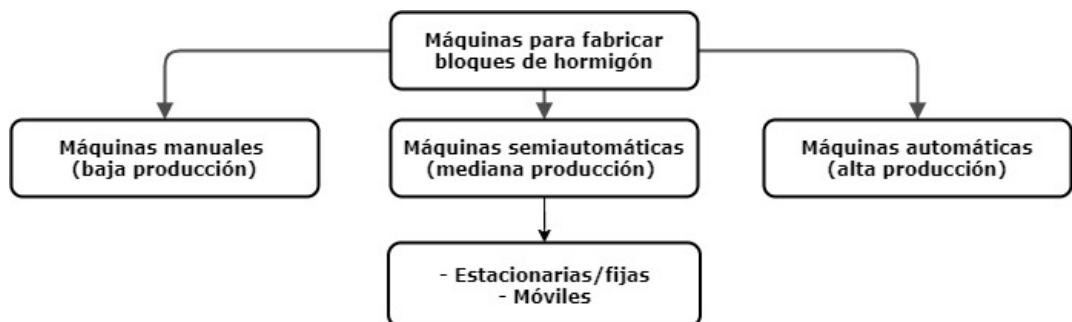 Máquinas para fabricar
bloques de hormigón
Máquinas manuales
(baja producción)
Máquinas semiautomáticas
(mediana producción)
Máquinas automáticas
(alta producción)
- Estacionarias/fijas
- Móviles